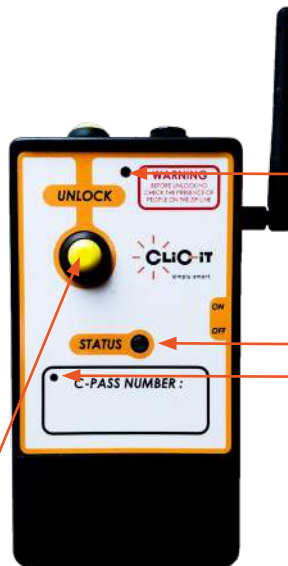 WARNING
BEFORE UNLOCKING
CHECK THE PRESENCE OF
PEOPLE ON THE ZIP LINE
UNLOCK
CLiC-iT
simply smart
ON
OFF
STATUS
C-PASS NUMBER :